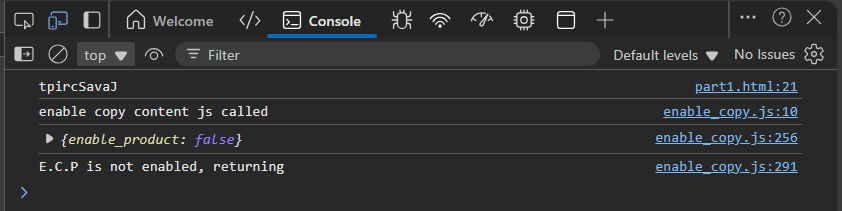 Welcome
Console
top
Filter
Default levels
No Issues
tpircSavaJ part1.html:21
enable copy content js called enable_copy.js:10
{enable_product: false} enable_copy.js:256
E.C.P is not enabled, returning enable_copy.js:291